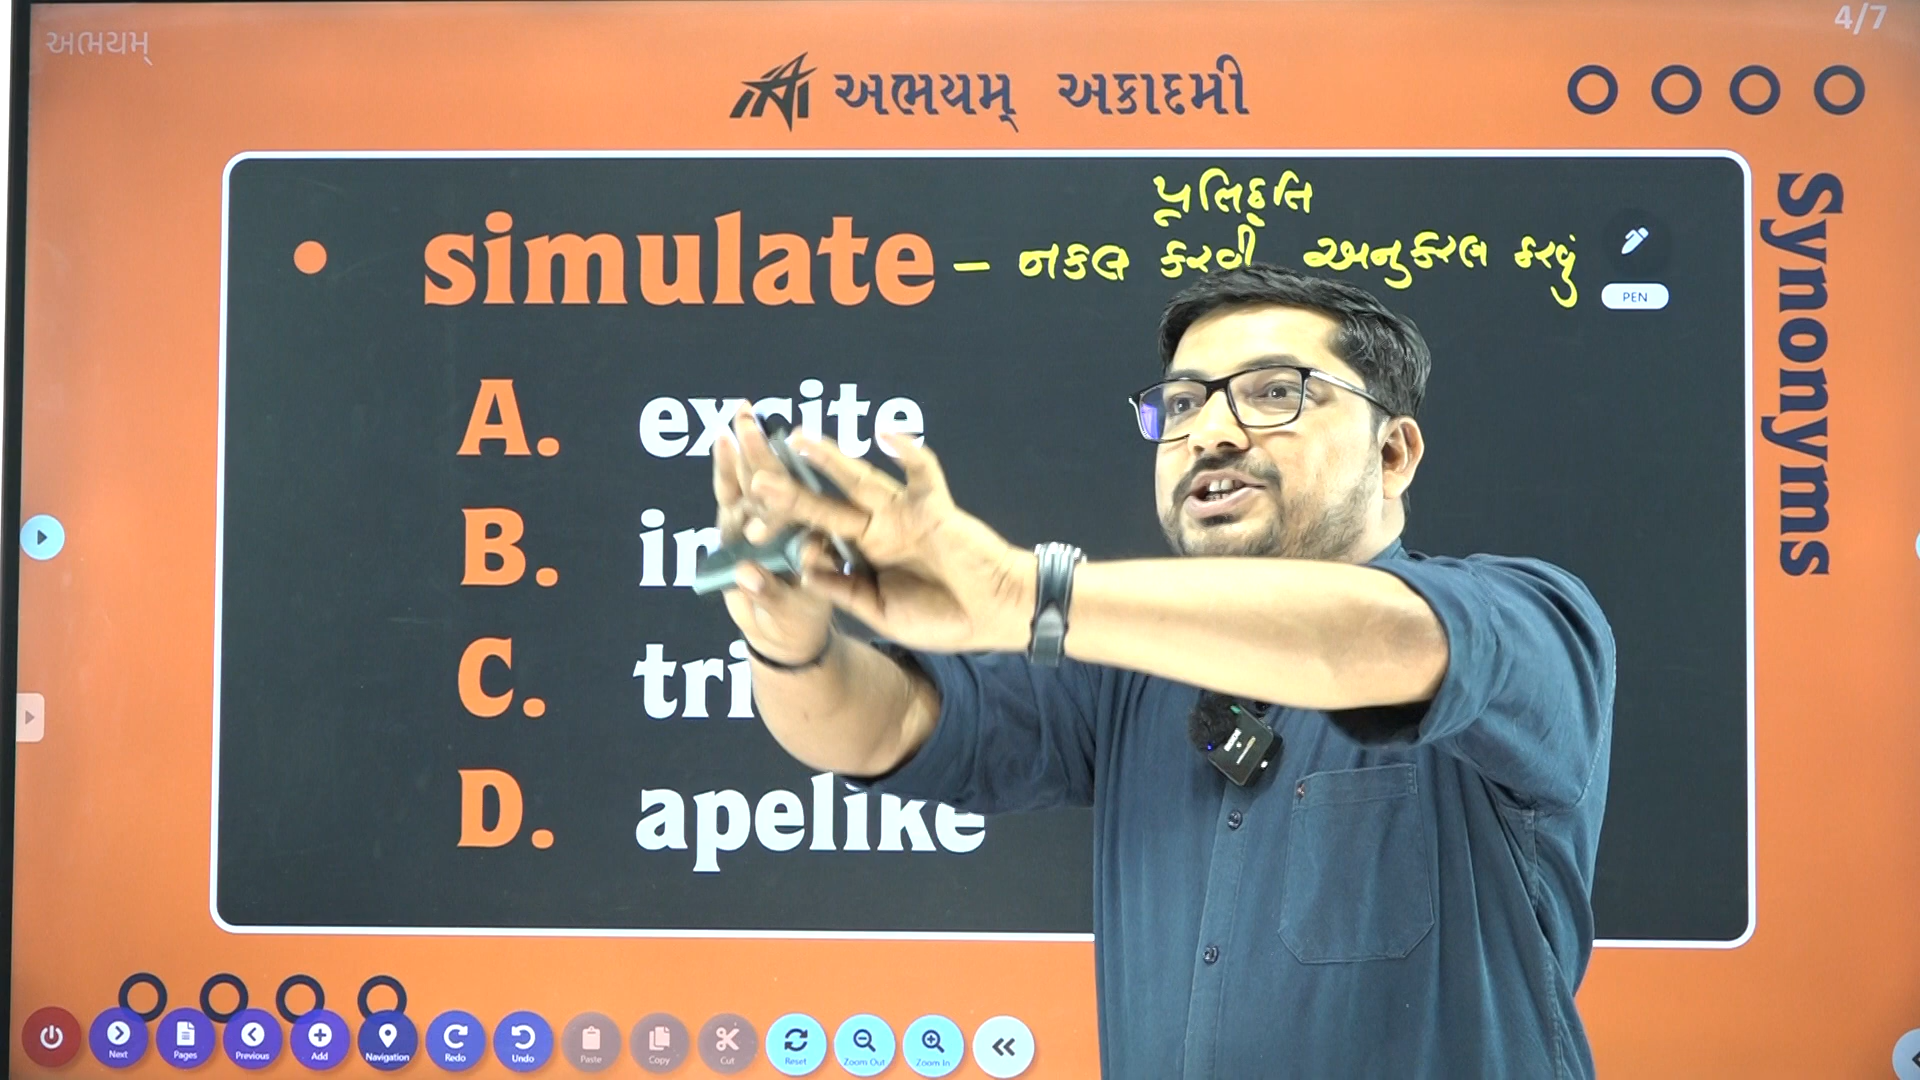 4/7
અભયમ્
અભયમ્ અકાદમી
Synonyms
પ્રતિકૃતિ
simulate – નકલ કરવી અનુકરણ કરવું
PEN
A. excite
B.
C.
D. apelike
Next
Pages
Previous
Add
Navigation
Redo
Undo
Paste
Copy
Cut
Reset
Zoom Out
Zoom In